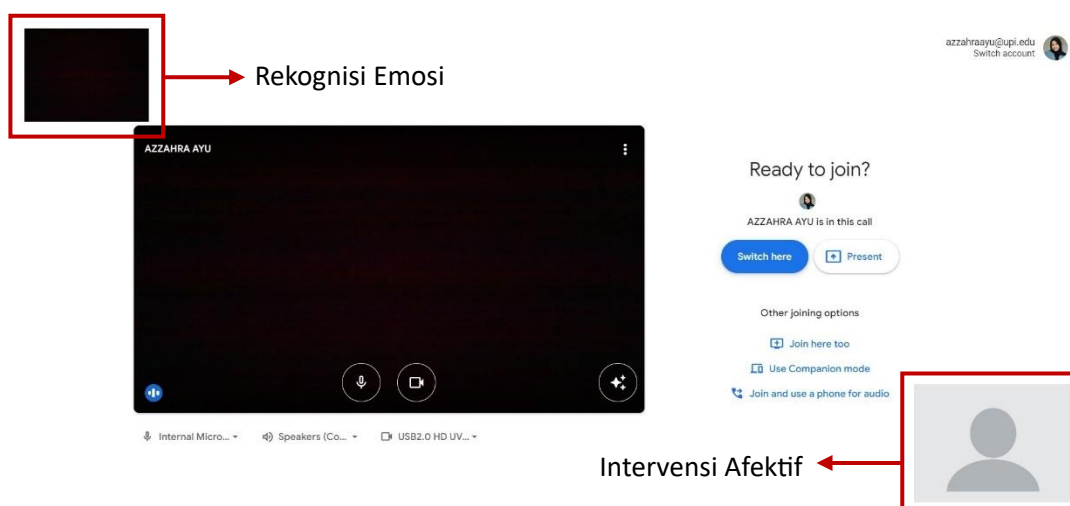 azzahraayu@upi.edu
Switch account
Rekognisi Emosi
AZZAHRA AYU
Ready to join?
AZZAHRA AYU is in this call
Switch here
Present
Other joining options
Join here too
Use Companion mode
Join and use a phone for audio
Internal Micro...
Speakers (Co...
USB2.0 HD UV...
Intervensi Afektif